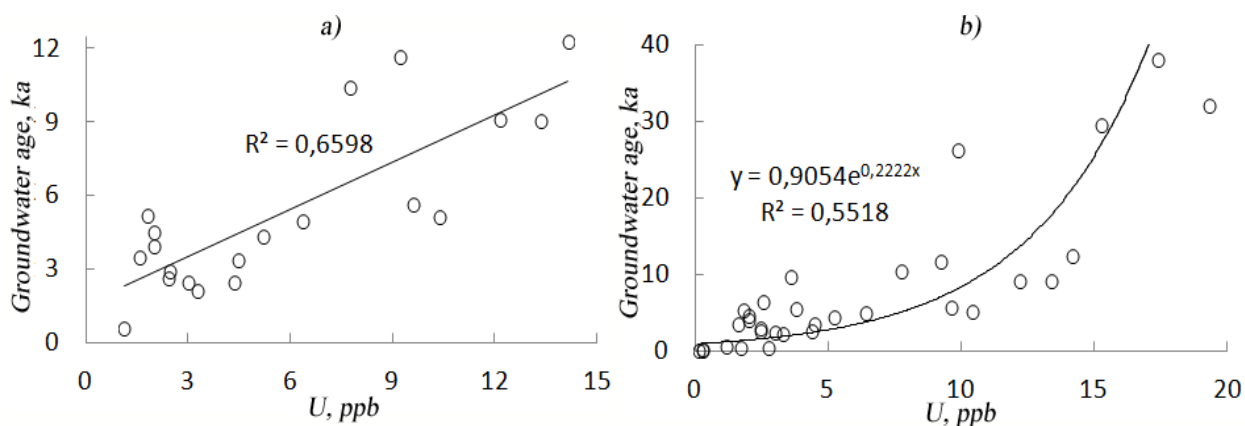 a)
Groundwater age, ka
12
9
6
3
0
R² = 0,6598
0 3 6 9 12 15
U, ppb
b)
Groundwater age, ka
40
30
20
10
0
y = 0,9054e^0,2222x
R² = 0,5518
0 5 10 15 20
U, ppb